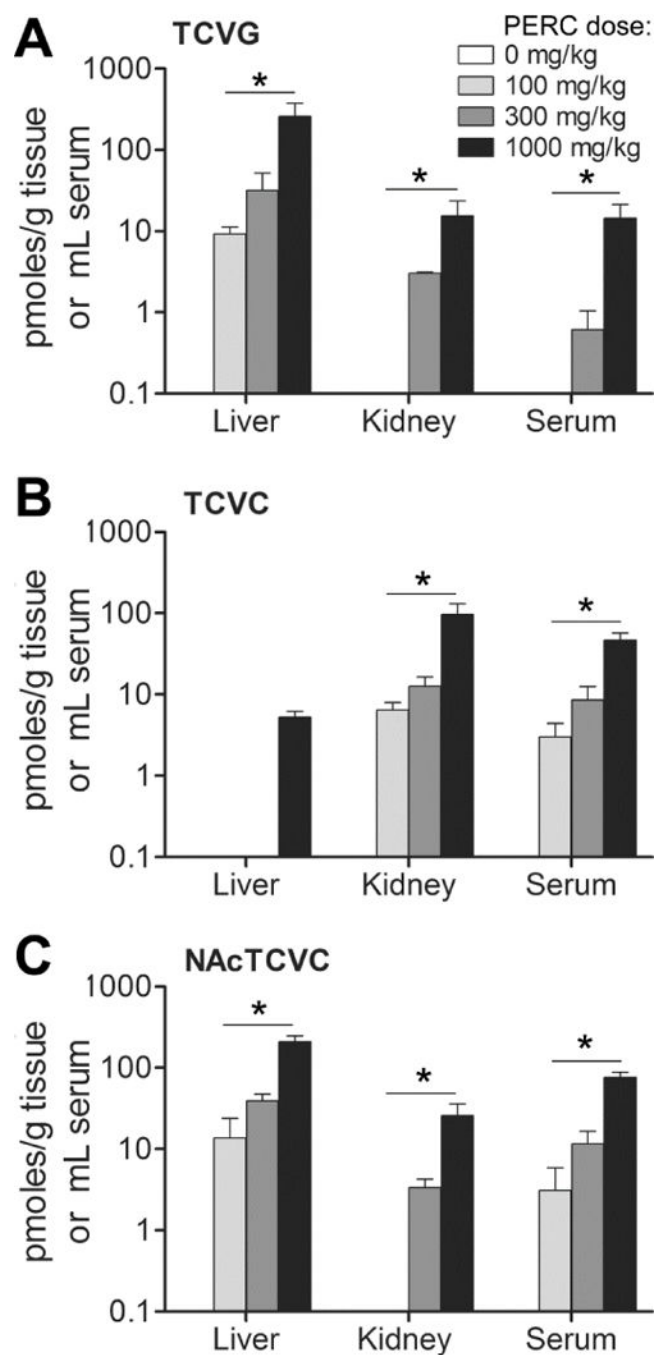 A
TCVG
PERC dose:
0 mg/kg
100 mg/kg
300 mg/kg
1000 mg/kg
pmoles/g tissue
or mL serum
1000
100
10
1
0.1
*
*
*
Liver Kidney Serum
B
TCVC
pmoles/g tissue
or mL serum
1000
100
10
1
0.1
*
*
Liver Kidney Serum
C
NAcTCVC
pmoles/g tissue
or mL serum
1000
100
10
1
0.1
*
*
*
Liver Kidney Serum